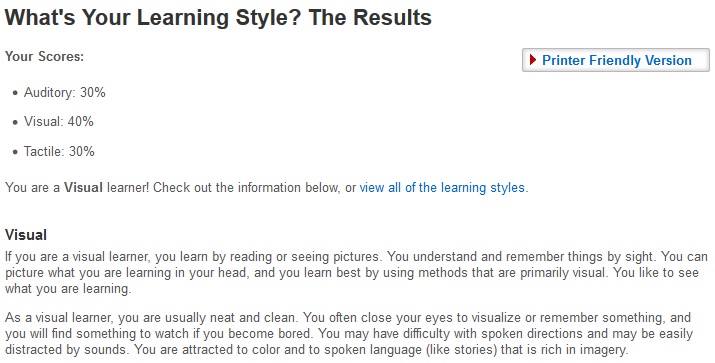 What's Your Learning Style? The Results
Your Scores:
Printer Friendly Version
• Auditory: 30%
• Visual: 40%
• Tactile: 30%
You are a Visual learner! Check out the information below, or view all of the learning styles.
Visual
If you are a visual learner, you learn by reading or seeing pictures. You understand and remember things by sight. You can
picture what you are learning in your head, and you learn best by using methods that are primarily visual. You like to see
what you are learning.
As a visual learner, you are usually neat and clean. You often close your eyes to visualize or remember something, and
you will find something to watch if you become bored. You may have difficulty with spoken directions and may be easily
distracted by sounds. You are attracted to color and to spoken language (like stories) that is rich in imagery.